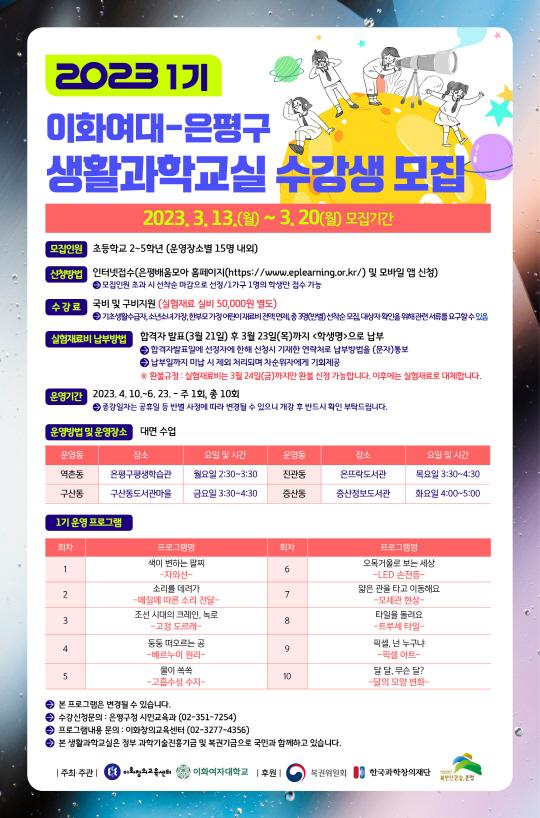 2023 1기
이화여대-은평구
생활과학교실 수강생 모집
2023. 3. 13.(월) ~ 3. 20(월) 모집기간
모집인원 초등학교 2~5학년 (운영장소별 15명 내외)
신청방법 인터넷접수(은평배움모아 홈페이지(https://www.eplearning.or.kr/) 및 모바일 앱 신청)
모집인원 초과 시 선착순 마감으로 선정/1가구 1명의 학생만 접수 가능
수 강 료 국비 및 구비지원 (실험재료 실비 50,000원 별도)
기초생활수급자, 소년소녀가장, 한부모 가정 어린이 재료비 전액 면제, 총 3명(반별) 선착순 모집, 대상자 확인을 위해 관련 서류를 요구할 수 있음
실험재료비 납부방법 합격자 발표(3월 21일) 후 3월 23일(목)까지 <학생명>으로 납부
합격자발표일에 선정자에 한해 신청시 기재한 연락처로 납부방법을 (문자)통보
납부일까지 미납 시 제외 처리되며 차순위자에게 기회제공
※ 환불규정 : 실험재료비는 3월 24일(금)까지만 환불 신청 가능합니다. 이후에는 실험재료로 대체합니다.
운영기간 2023. 4. 10.~6. 23. - 주 1회, 총 10회
종강일자는 공휴일 등 반별 사정에 따라 변경될 수 있으니 개강 후 반드시 확인 부탁드립니다.
운영방법 및 운영장소 대면 수업
운영동 장소 요일 및 시간 운영동 장소 요일 및 시간
역촌동 은평구평생학습관 월요일 2:30~3:30 진관동 은뜨락도서관 목요일 3:30~4:30
구산동 구산동도서관마을 금요일 3:30~4:30 증산동 증산정보도서관 화요일 4:00~5:00
1기 운영 프로그램
회차 프로그램명 회차 프로그램명
1 색이 변하는 팔찌 -자외선- 6 오목거울로 보는 세상 -LED 손전등-
2 소리를 데려가 -매질에 따른 소리 전달- 7 얇은 관을 타고 이동해요 -모세관 현상-
3 조선 시대의 크레인, 녹로 -고정 도르래- 8 타일을 돌려요 -트루셰 타일-
4 둥둥 떠오르는 공 -베르누이 원리- 9 픽셀, 넌 누구냐 -픽셀 아트-
5 물이 쏙쏙 -고흡수성 수지- 10 달 달, 무슨 달? -달의 모양 변화-
본 프로그램은 변경될 수 있습니다.
수강신청문의 : 은평구청 시민교육과 (02-351-7254)
프로그램내용 문의 : 이화창의교육센터 (02-3277-4356)
본 생활과학교실은 정부 과학기술진흥기금 및 복권기금으로 국민과 함께하고 있습니다.
| 주최·주관 | 이화창의교육센터 이화여자대학교 | 후원 | 복권위원회 한국과학창의재단